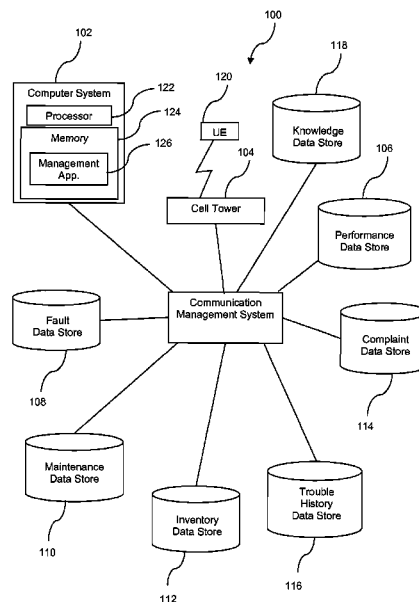 100
102
118
Computer System
122
120
Processor
124
Memory
UE
Knowledge
Data Store
126
104
106
Management
App.
Cell Tower
Performance
Data Store
Communication
Management System
Fault
Data Store
Complaint
Data Store
108
114
Maintenance
Data Store
Inventory
Data Store
Trouble
History
Data Store
110
112
116